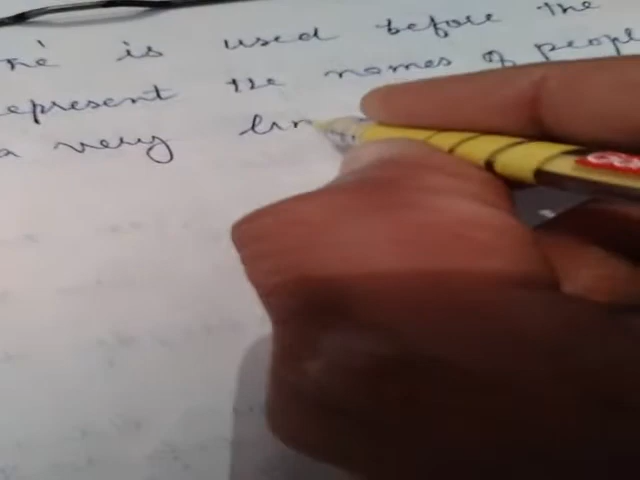 is used before the
represent the names of people
a very